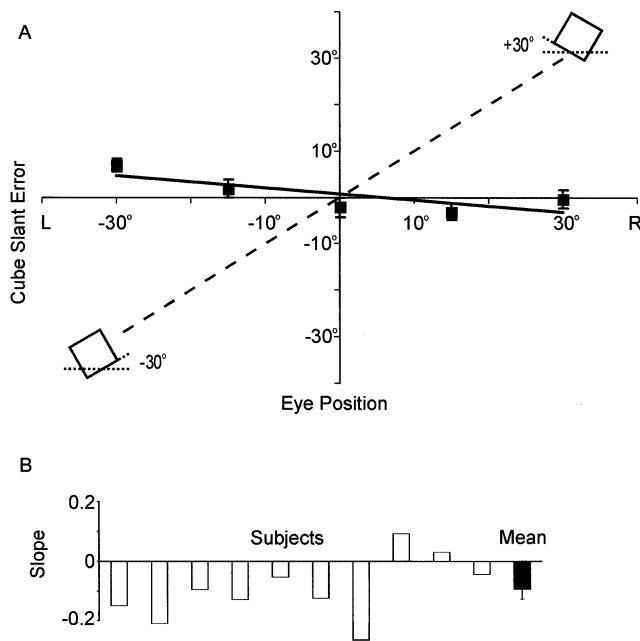 A
30°
+30°
10°
Cube Slant Error
L
-30°
-10°
10°
30°
R
-10°
-30°
-30°
Eye Position
B
0.2
Subjects
Mean
Slope
0
-0.2